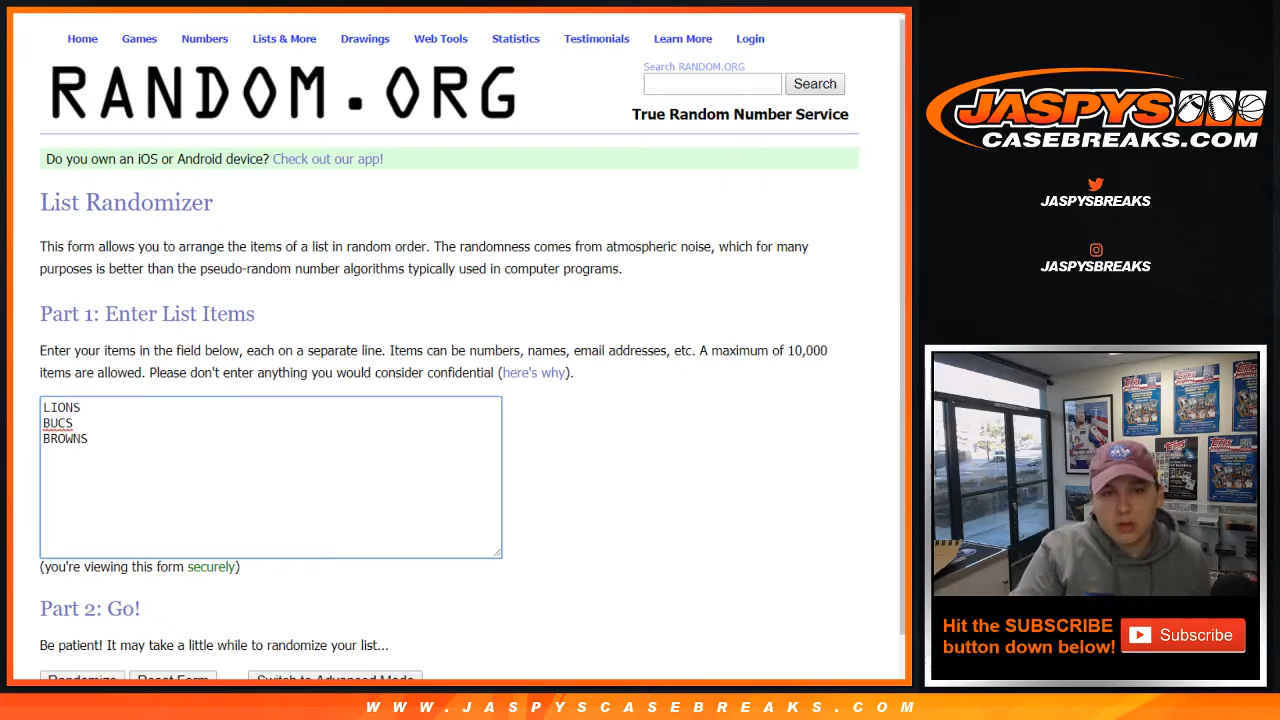 Home Games Numbers Lists & More Drawings Web Tools Statistics Testimonials Learn More Login
RANDOM.ORG
Search RANDOM.ORG
Search
True Random Number Service
Do you own an iOS or Android device? Check out our app!
List Randomizer
This form allows you to arrange the items of a list in random order. The randomness comes from atmospheric noise, which for many
purposes is better than the pseudo-random number algorithms typically used in computer programs.
Part 1: Enter List Items
Enter your items in the field below, each on a separate line. Items can be numbers, names, email addresses, etc. A maximum of 10,000
items are allowed. Please don't enter anything you would consider confidential (here's why).
LIONS
BUCS
BROWNS
(you're viewing this form securely)
Part 2: Go!
Be patient! It may take a little while to randomize your list...
Randomize Reset Form Switch to Advanced Mode
JASPYS
CASEBREAKS.COM
JASPYSBREAKS
JASPYSBREAKS
Hit the SUBSCRIBE
button down below!
Subscribe
WWW.JASPYSCASEBREAKS.COM